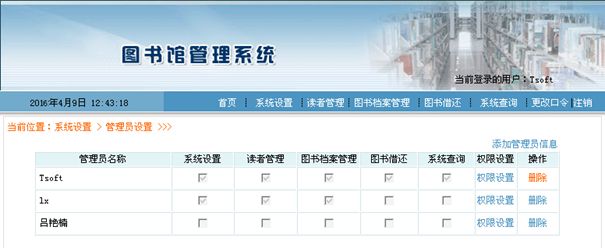 图书馆管理系统
当前登录的用户：Tsoft
2016年4月9日 12:43:18 首页 系统设置 读者管理 图书档案管理 图书借还 系统查询 更改口令 注销
当前位置：系统设置 > 管理员设置 >>>
添加管理员信息
管理员名称 系统设置 读者管理 图书档案管理 图书借还 系统查询 权限设置 操作
Tsoft 权限设置 删除
lx 权限设置 删除
吕艳楠 权限设置 删除